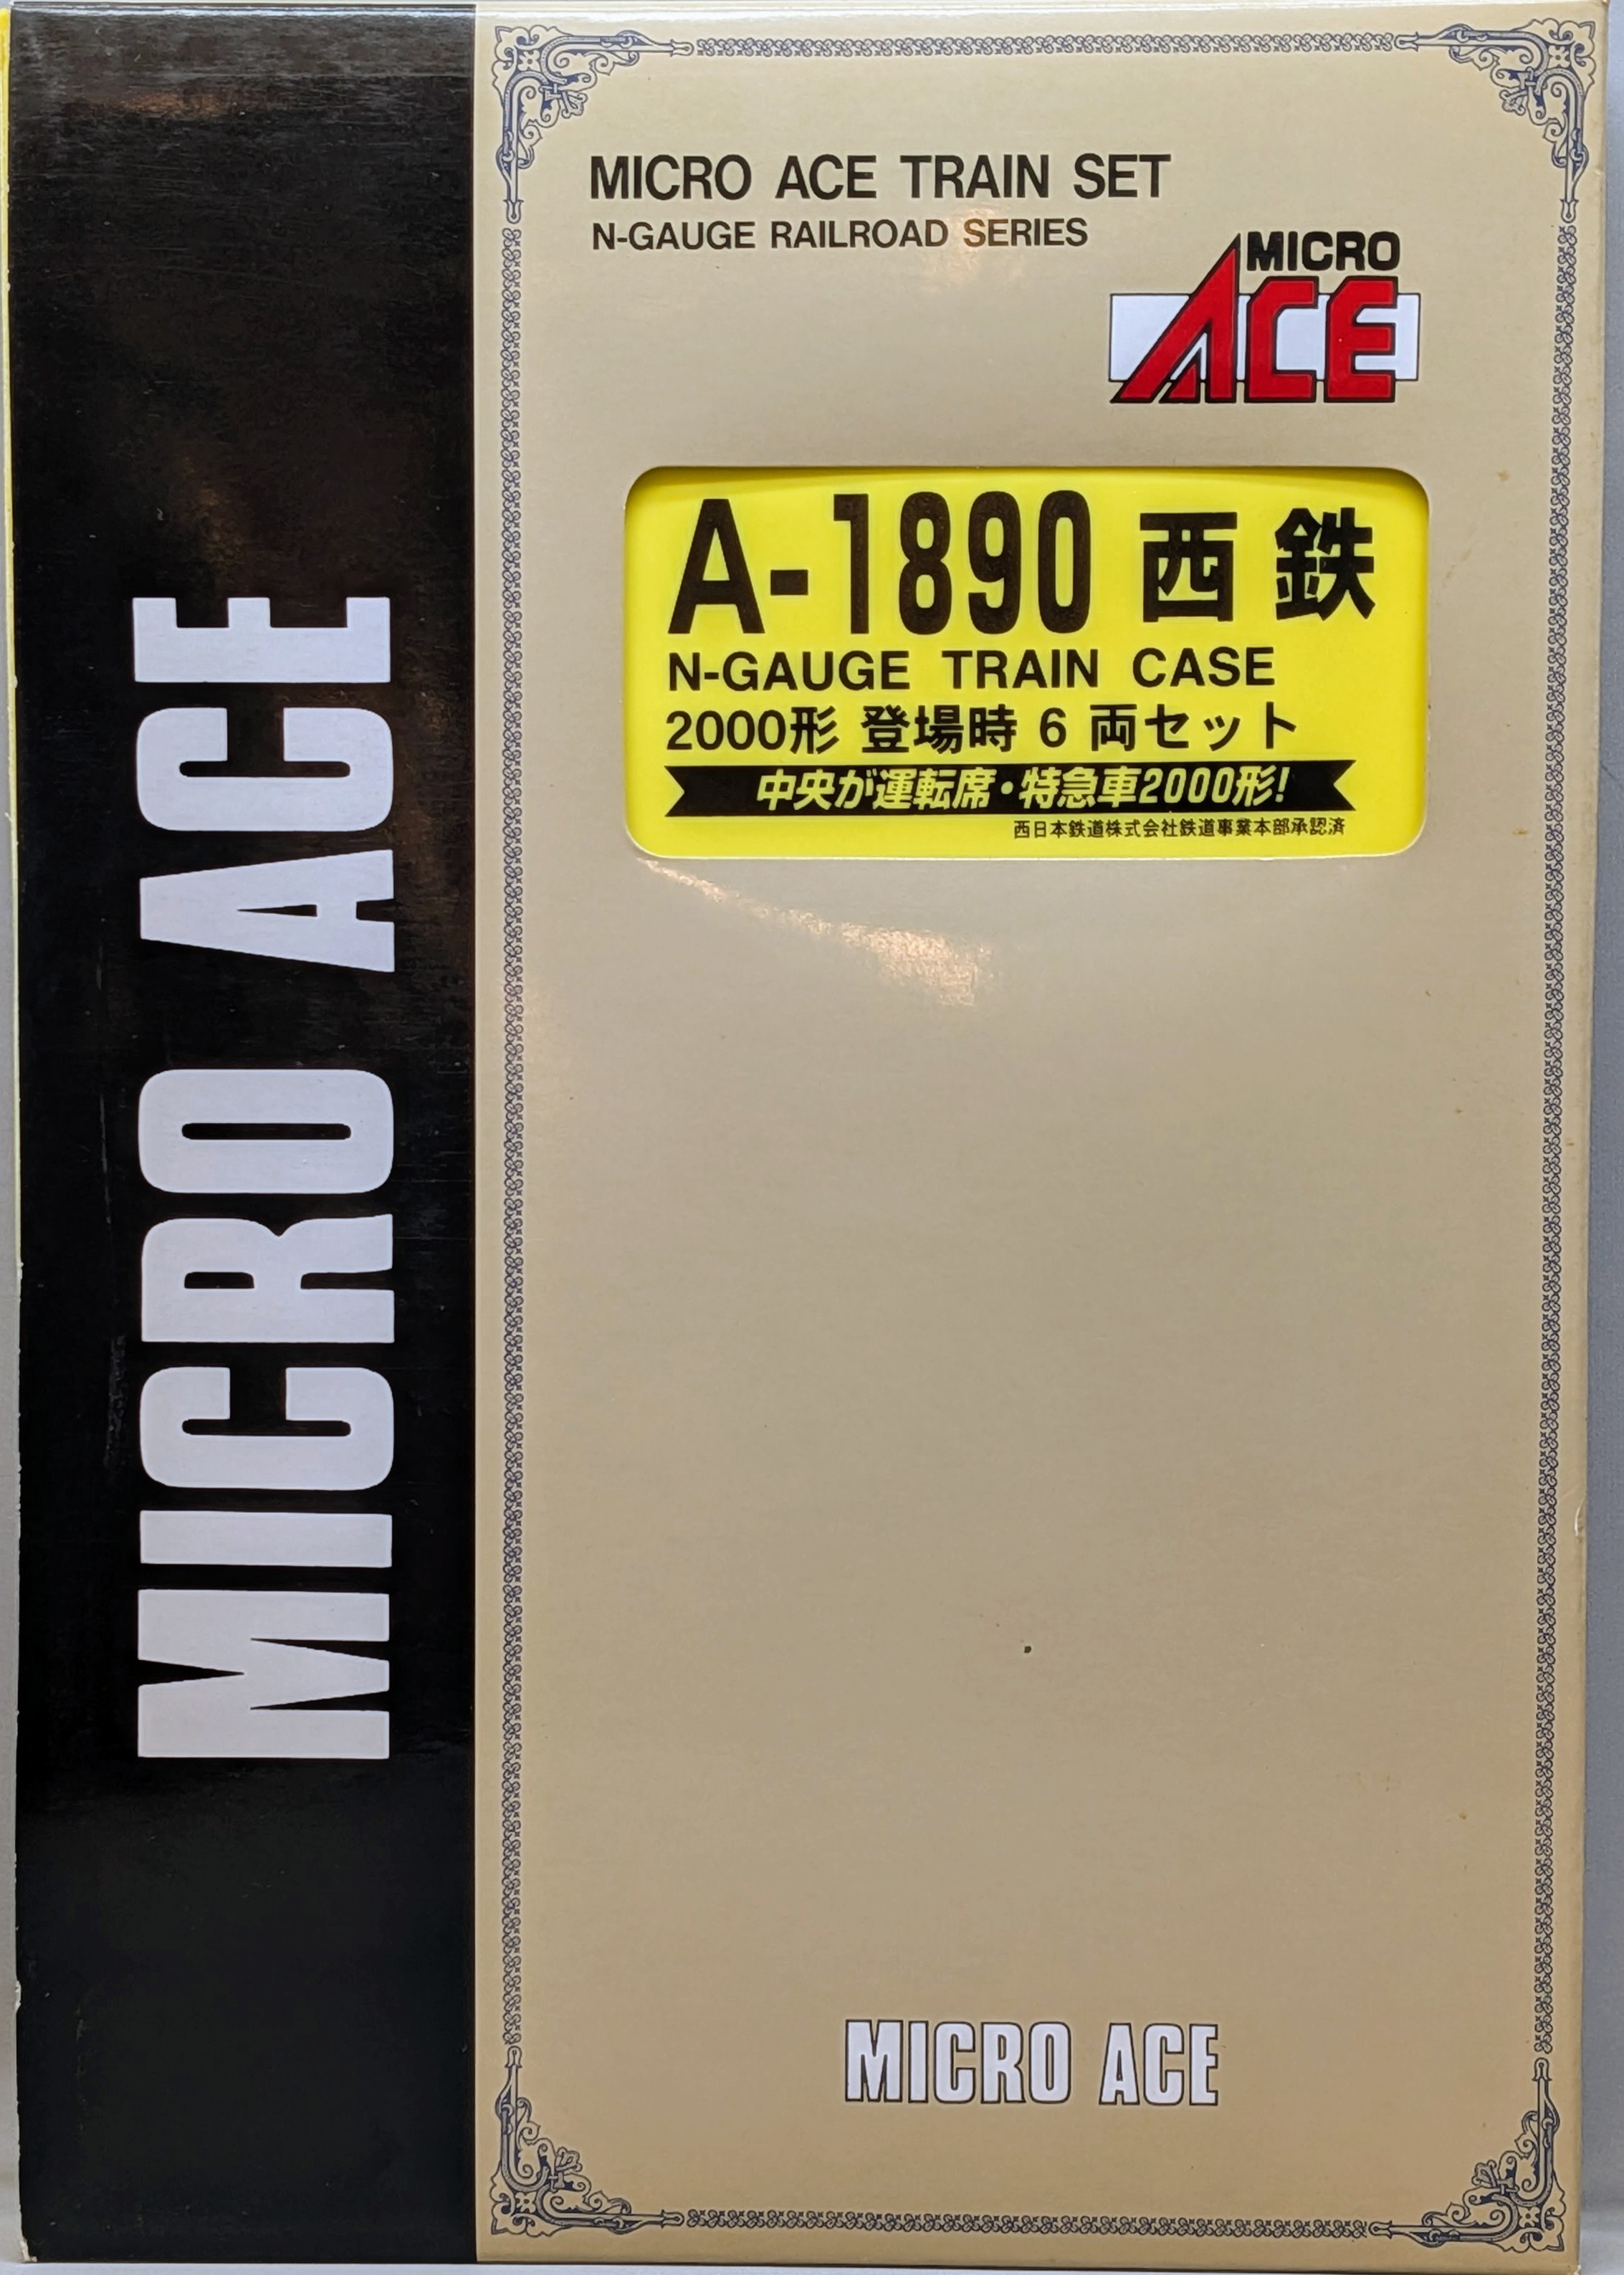 MICRO ACE
MICRO ACE TRAIN SET
N-GAUGE RAILROAD SERIES
MICRO
ACE
A-1890 西鉄
N-GAUGE TRAIN CASE
2000形 登場時 6 両セット
中央が運転席・特急車2000形!
西日本鉄道株式会社鉄道事業本部承認済
MICRO ACE